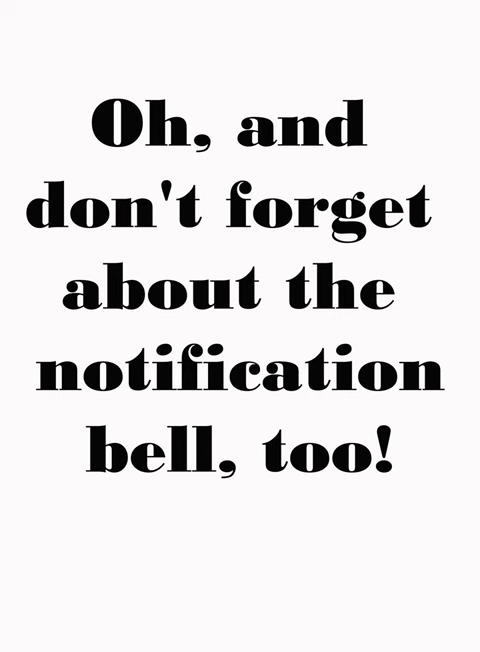 Oh, and
don't forget
about the
notification
bell, too!